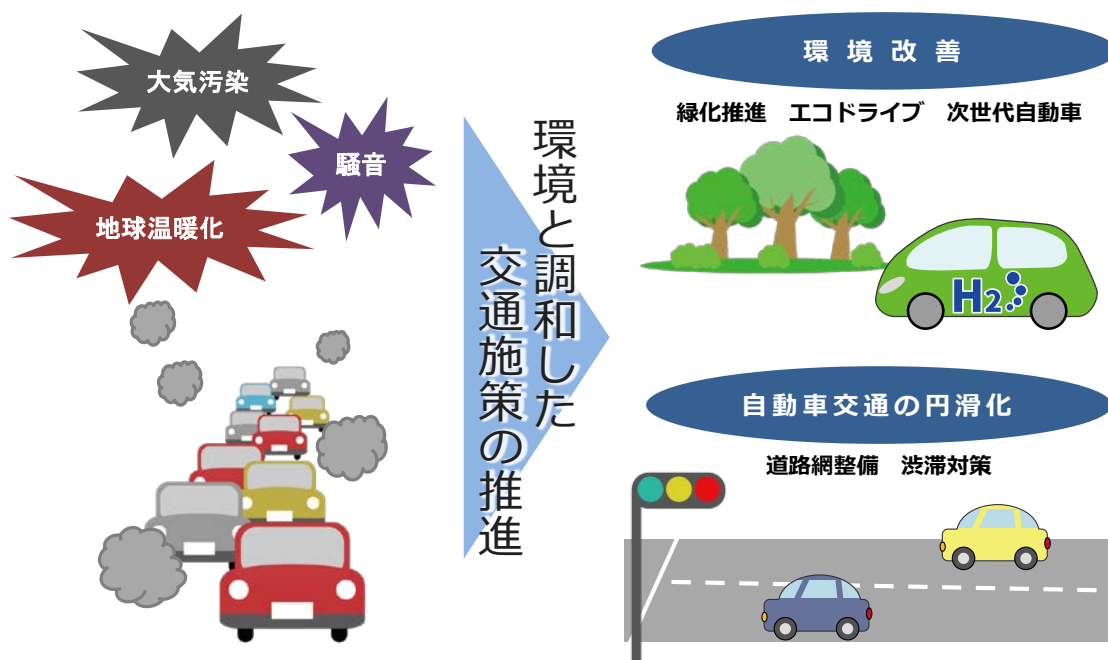 大気汚染
騒音
地球温暖化
環境と調和した
交通施策の推進
環境改善
緑化推進　エコドライブ　次世代自動車
H2
自動車交通の円滑化
道路網整備　渋滞対策